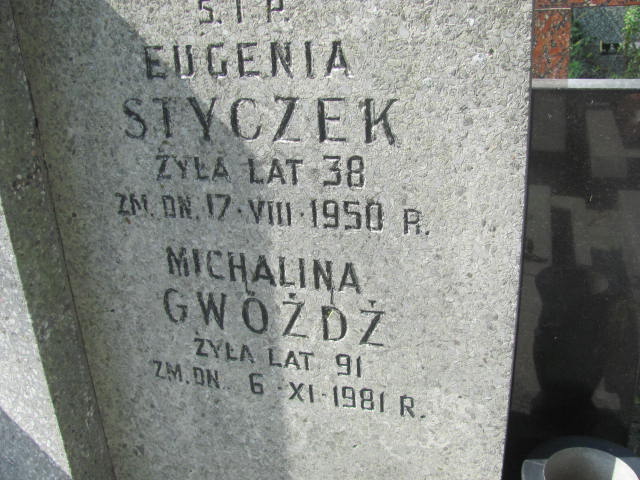 Ś. I P.
EUGENIA
STYCZEK
ŻYŁA LAT 38
ZM. DN. 17·VIII·1950 R.
MICHALINA
GWÓŹDŹ
ŻYŁA LAT 91
ZM. DN. 6·XI·1981 R.